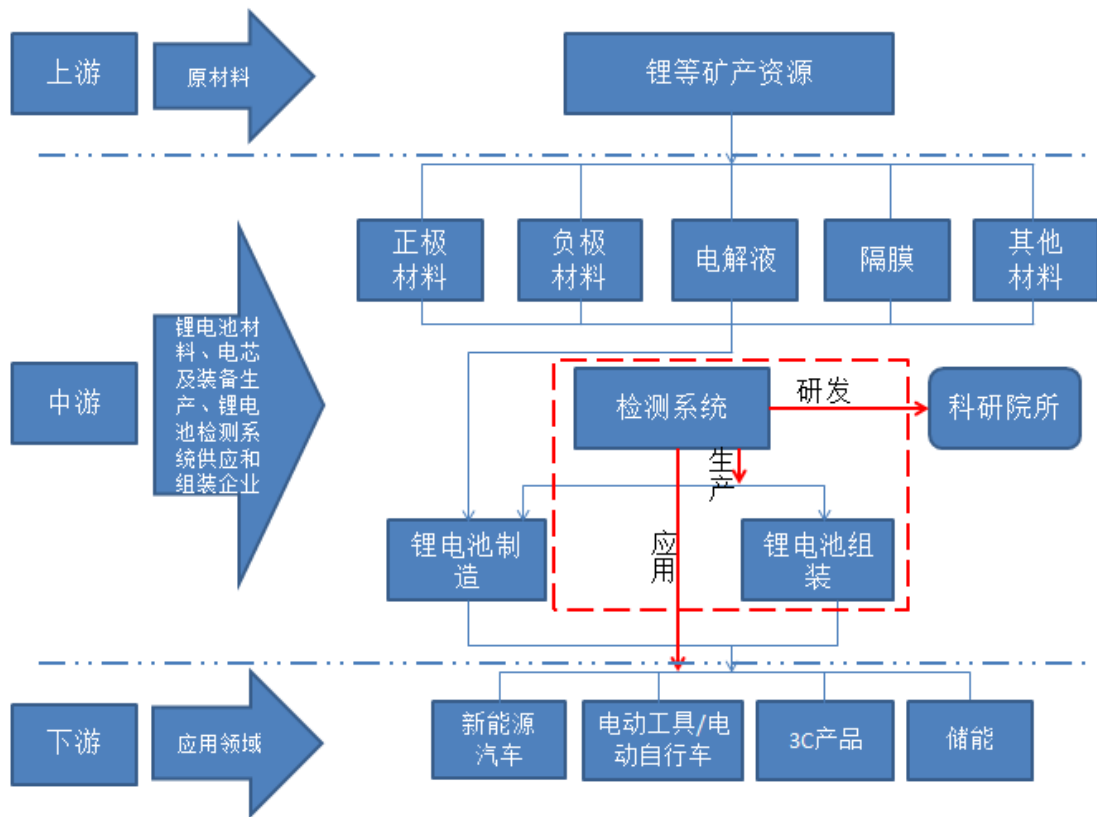 上游
原材料
锂等矿产资源
正极
材料
负极
材料
电解液
隔膜
其他
材料
中游
锂电池材
料、电芯
及装备生
产、锂电
池检测系
统供应和
组装企业
检测系统
研发
科研院所
生产
应用
锂电池制
造
锂电池组
装
下游
应用领域
新能源
汽车
电动工具/电
动自行车
3C产品
储能